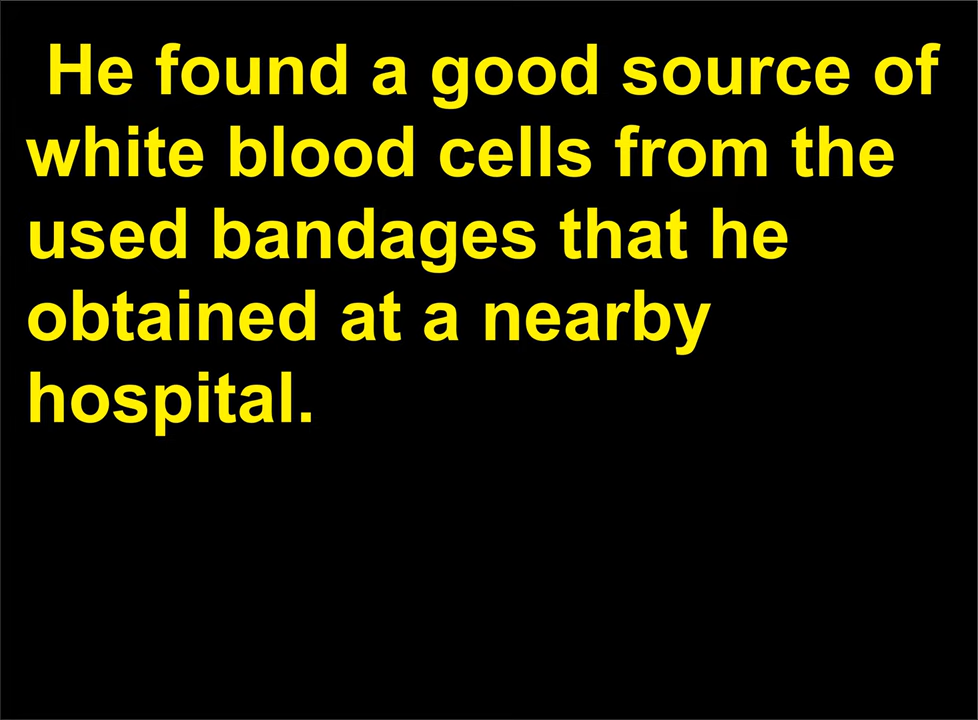 He found a good source of
white blood cells from the
used bandages that he
obtained at a nearby
hospital.